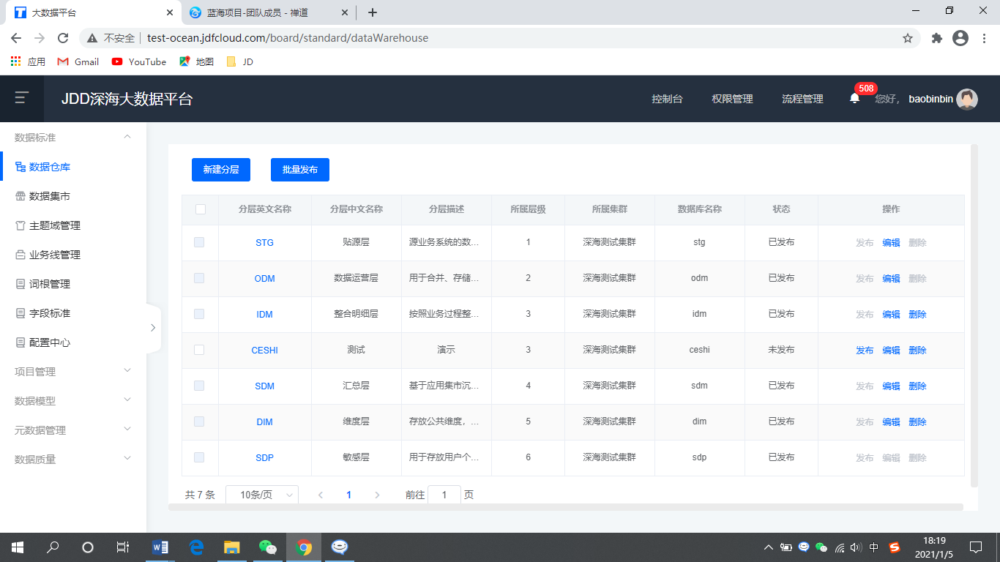 大数据平台
蓝海项目-团队成员 - 禅道
不安全
test-ocean.jdfcloud.com/board/standard/dataWarehouse
应用 Gmail YouTube 地图 JD
JDD深海大数据平台
控制台 权限管理 流程管理 508 您好, baobinbin
数据标准
数据仓库
数据集市
主题域管理
业务线管理
词根管理
字段标准
配置中心
项目管理
数据模型
元数据管理
数据质量
新建分层 批量发布
分层英文名称 分层中文名称 分层描述 所属层级 所属集群 数据库名称 状态 操作
STG 贴源层 源业务系统的数... 1 深海测试集群 stg 已发布 发布 编辑 删除
ODM 数据运营层 用于合并、存储... 2 深海测试集群 odm 已发布 发布 编辑 删除
IDM 整合明细层 按照业务过程整... 3 深海测试集群 idm 已发布 发布 编辑 删除
CESHI 测试 演示 3 深海测试集群 ceshi 未发布 发布 编辑 删除
SDM 汇总层 基于应用集市沉... 4 深海测试集群 sdm 已发布 发布 编辑 删除
DIM 维度层 存放公共维度，... 5 深海测试集群 dim 已发布 发布 编辑 删除
SDP 敏感层 用于存放用户个... 6 深海测试集群 sdp 已发布 发布 编辑 删除
共 7 条 10条/页 1 前往 1 页
中
18:19
2021/1/5